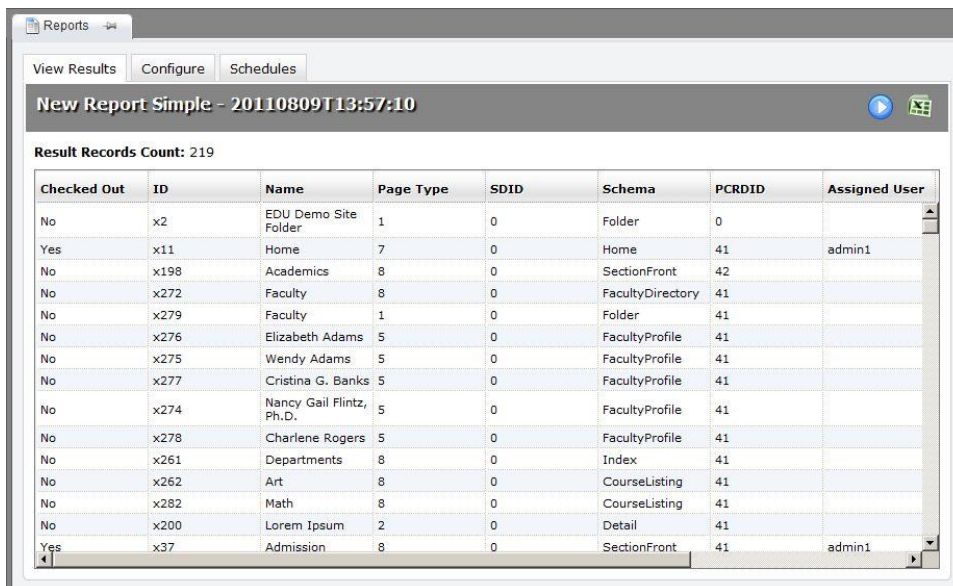 Reports
View Results Configure Schedules
New Report Simple - 20110809T13:57:10
Result Records Count: 219
Checked Out ID Name Page Type SDID Schema PCRDID Assigned User
No x2 EDU Demo Site Folder 1 0 Folder 0
Yes x11 Home 7 0 Home 41 admin1
No x198 Academics 8 0 SectionFront 42
No x272 Faculty 8 0 FacultyDirectory 41
No x279 Faculty 1 0 Folder 41
No x276 Elizabeth Adams 5 0 FacultyProfile 41
No x275 Wendy Adams 5 0 FacultyProfile 41
No x277 Cristina G. Banks 5 0 FacultyProfile 41
No x274 Nancy Gail Flintz, Ph.D. 5 0 FacultyProfile 41
No x278 Charlene Rogers 5 0 FacultyProfile 41
No x261 Departments 8 0 Index 41
No x262 Art 8 0 CourseListing 41
No x282 Math 8 0 CourseListing 41
No x200 Lorem Ipsum 2 0 Detail 41
Yes x37 Admission 8 0 SectionFront 41 admin1